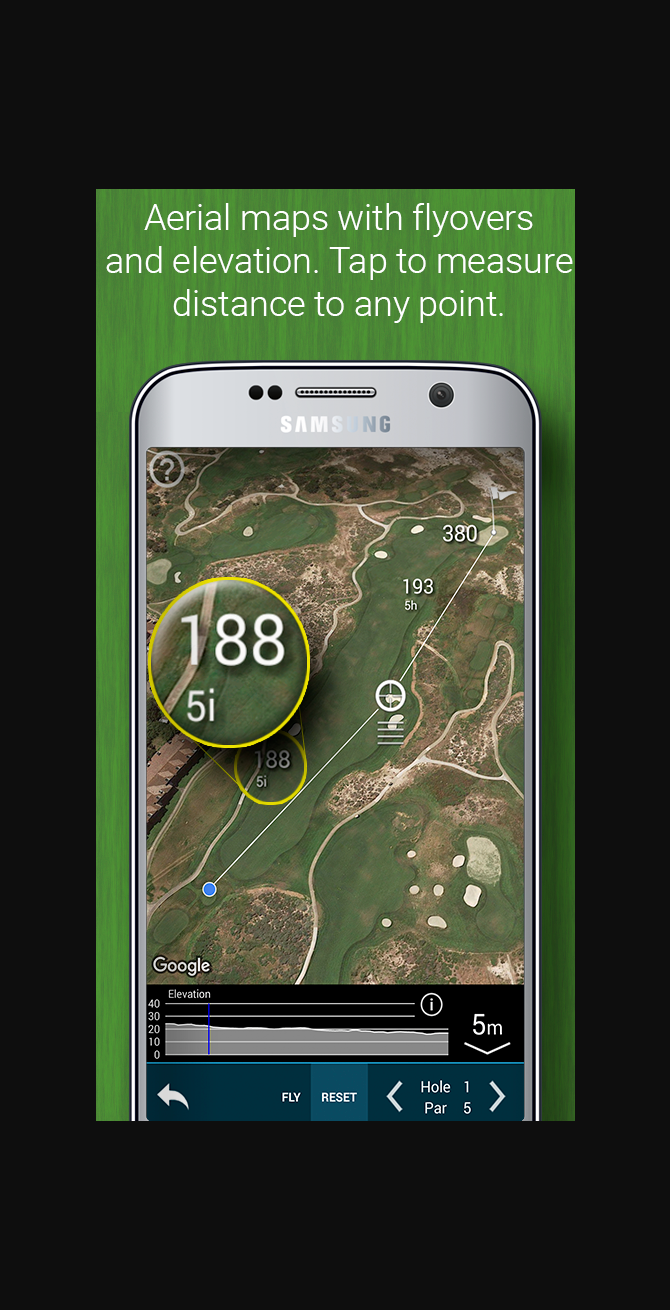 Aerial maps with flyovers
and elevation. Tap to measure
distance to any point.
SAMSUNG
?
380
193
5h
188
5i
188
5i
Google
Elevation
40
30
20
10
0
i
5m
FLY
RESET
Hole 1
Par 5